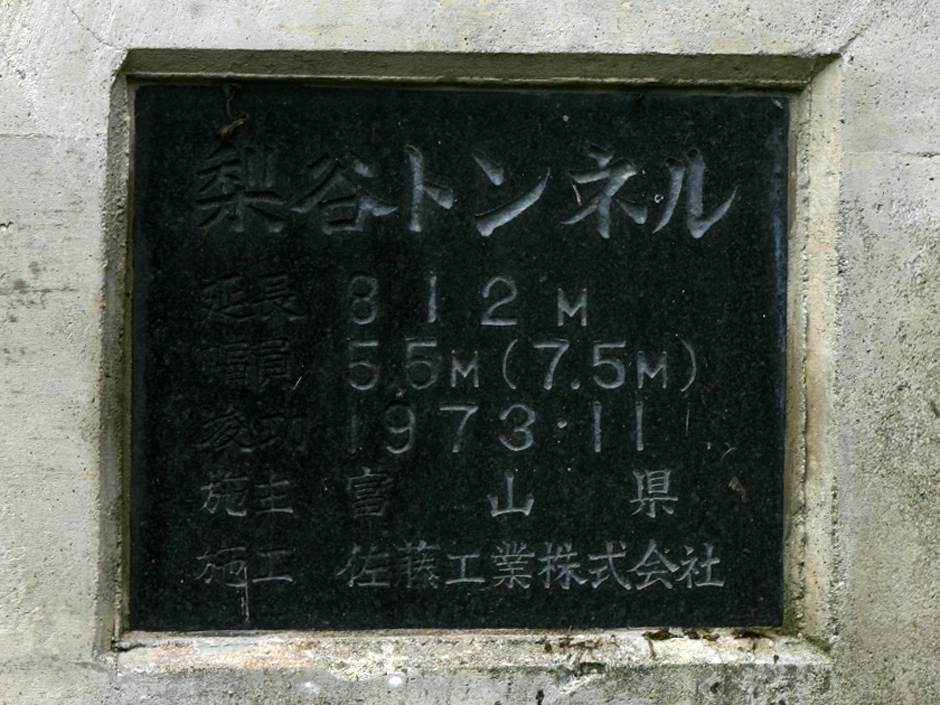 梨谷トンネル
延長 812M
幅員 5.5M(7.5M)
竣功 1973・11
施主 富山県
施工 佐藤工業株式会社